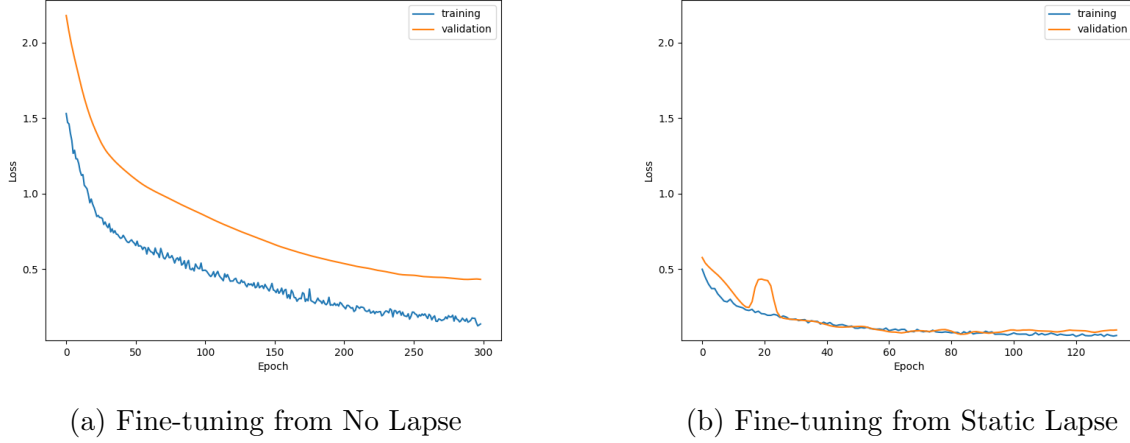 training
validation
2.0
1.5
1.0
0.5
Loss
0
50
100
150
200
250
300
Epoch
(a) Fine-tuning from No Lapse
training
validation
2.0
1.5
1.0
0.5
Loss
0
20
40
60
80
100
120
Epoch
(b) Fine-tuning from Static Lapse